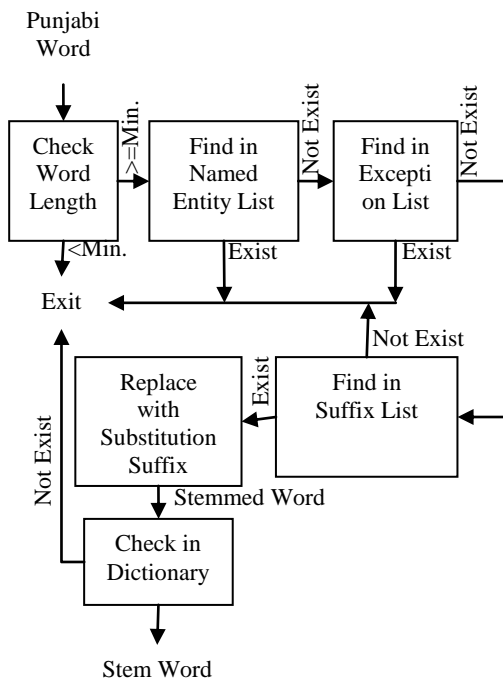 Punjabi
Word
Check
Word
Length
>=Min.
Find in
Named
Entity List
Not Exist
Find in
Excepti
on List
Not Exist
<Min.
Exist
Exist
Exit
Not Exist
Replace
with
Substitution
Suffix
Exist
Find in
Suffix List
Not Exist
Stemmed Word
Check in
Dictionary
Stem Word